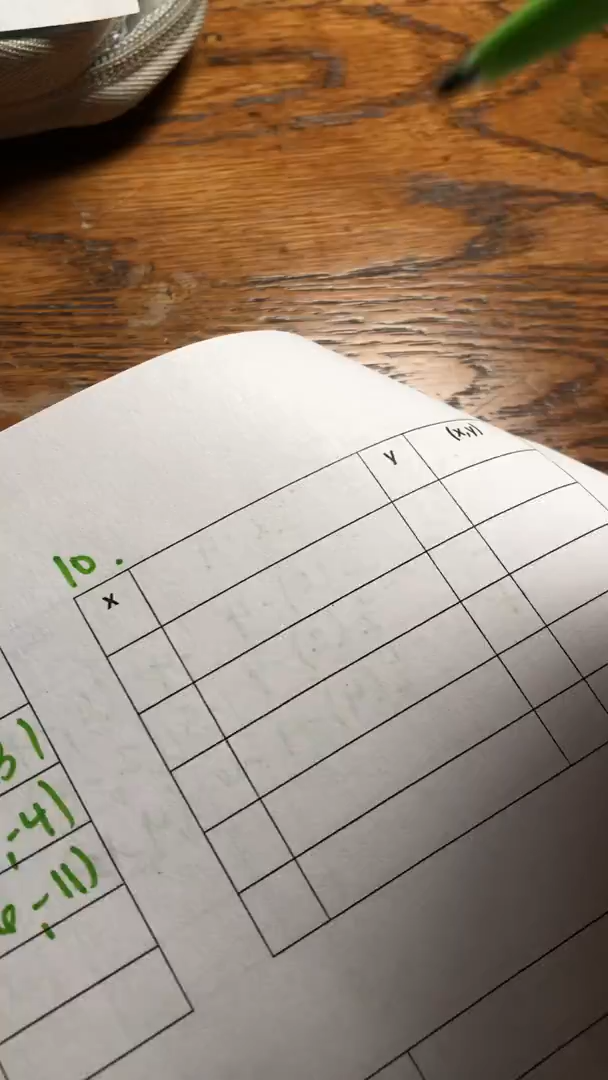 10.
x y (x,y)
3)
,-4)
,-11)